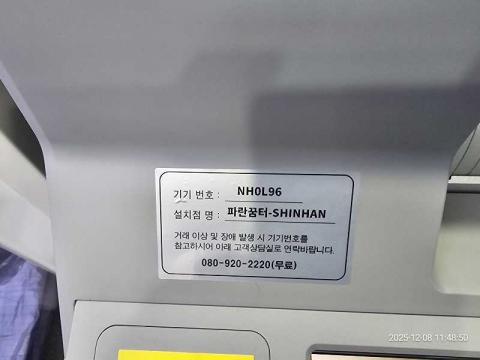 기기 번호 : NH0L96
설치점 명 : 파란꿈터-SHINHAN
거래 이상 및 장애 발생 시 기기번호를
참고하시어 아래 고객상담실로 연락바랍니다.
080-920-2220(무료)
2025-12-08 11:48:50